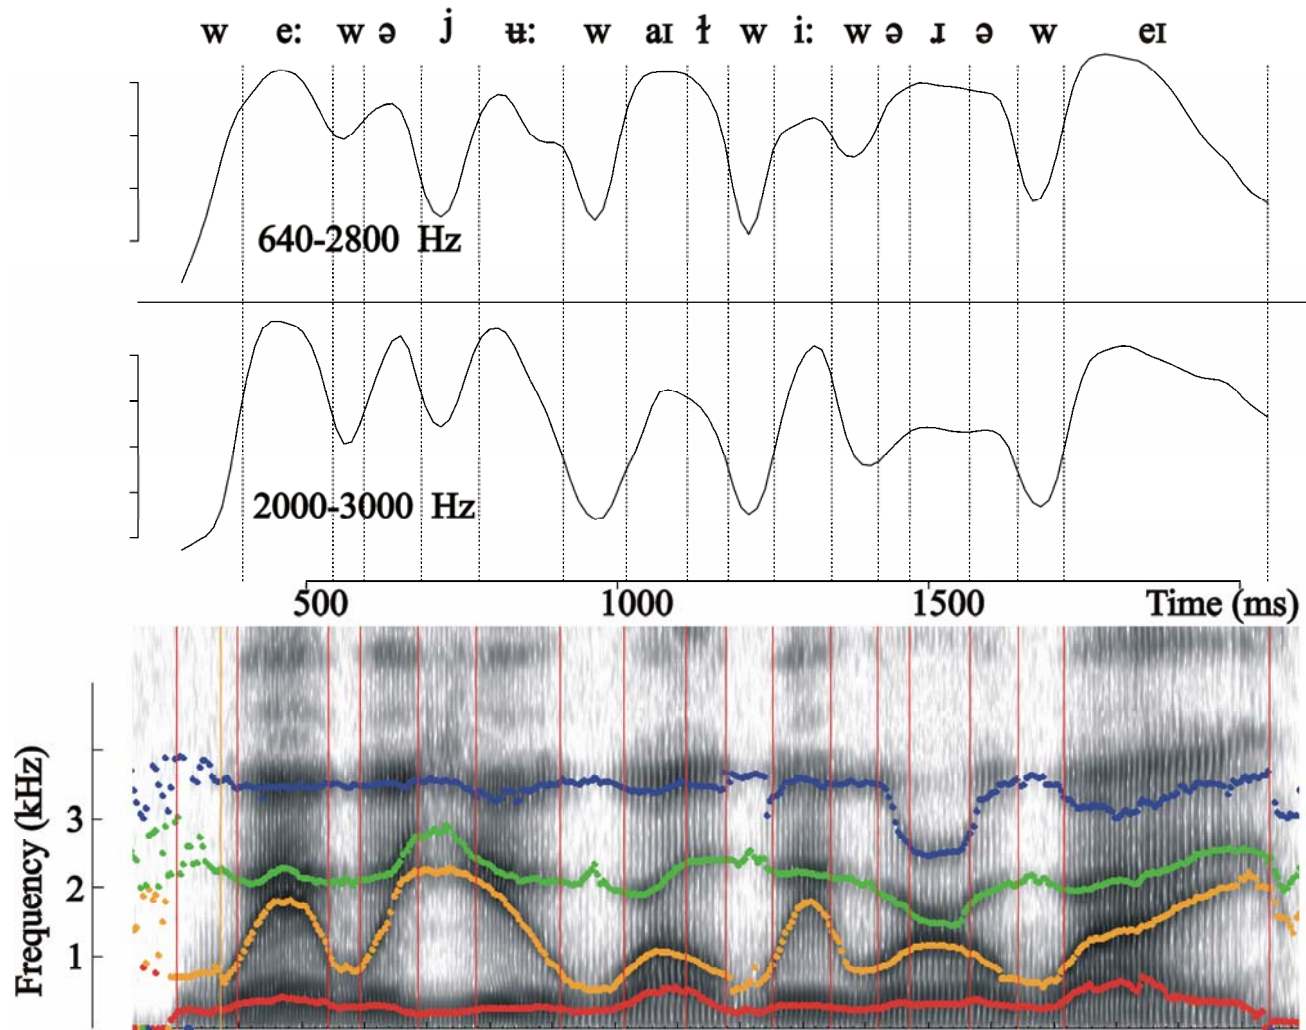 w e: w ə j ʉ: w aɪ ɫ w i: w ə ɹ ə w eɪ
640-2800 Hz
2000-3000 Hz
500 1000 1500 Time (ms)
Frequency (kHz)
3
2
1